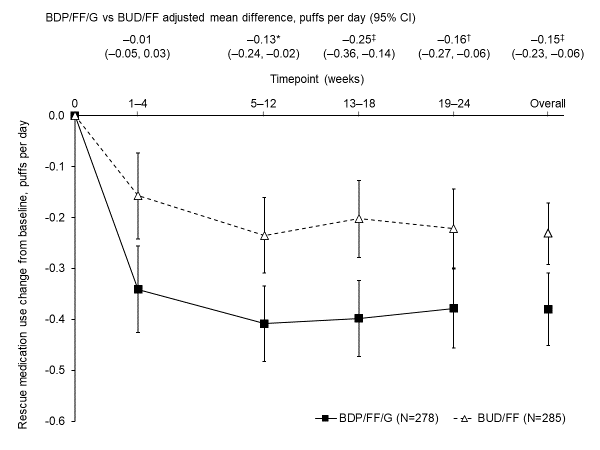 BDP/FF/G vs BUD/FF adjusted mean difference, puffs per day (95% CI)
–0.01 –0.13* –0.25‡ –0.16† –0.15‡
(–0.05, 0.03) (–0.24, –0.02) (–0.36, –0.14) (–0.27, –0.06) (–0.23, –0.06)
Timepoint (weeks)
0 1–4 5–12 13–18 19–24 Overall
0.0
-0.1
-0.2
-0.3
-0.4
-0.5
-0.6
Rescue medication use change from baseline, puffs per day
BDP/FF/G (N=278) BUD/FF (N=285)